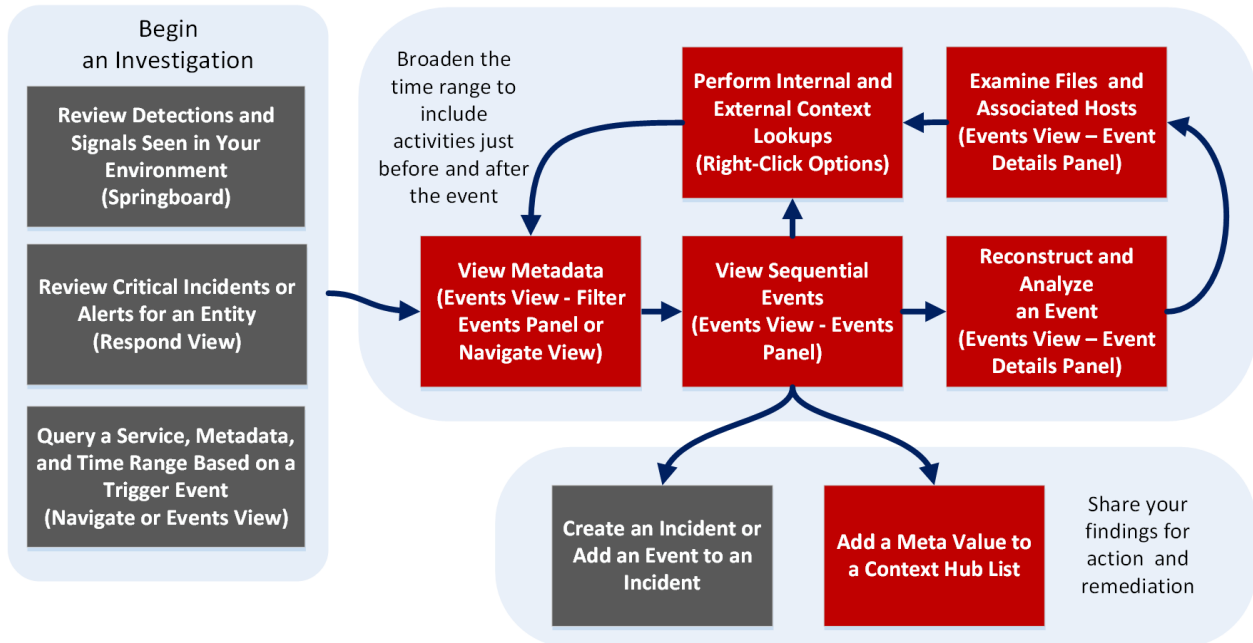 Begin
an Investigation
Review Detections and
Signals Seen in Your
Environment
(Springboard)
Review Critical Incidents or
Alerts for an Entity
(Respond View)
Query a Service, Metadata,
and Time Range Based on a
Trigger Event
(Navigate or Events View)
Broaden the
time range to
include
activities just
before and after
the event
Perform Internal and
External Context
Lookups
(Right-Click Options)
Examine Files and
Associated Hosts
(Events View – Event
Details Panel)
View Metadata
(Events View - Filter
Events Panel or
Navigate View)
View Sequential
Events
(Events View - Events
Panel)
Reconstruct and
Analyze
an Event
(Events View – Event
Details Panel)
Create an Incident or
Add an Event to an
Incident
Add a Meta Value to
a Context Hub List
Share your
findings for
action and
remediation